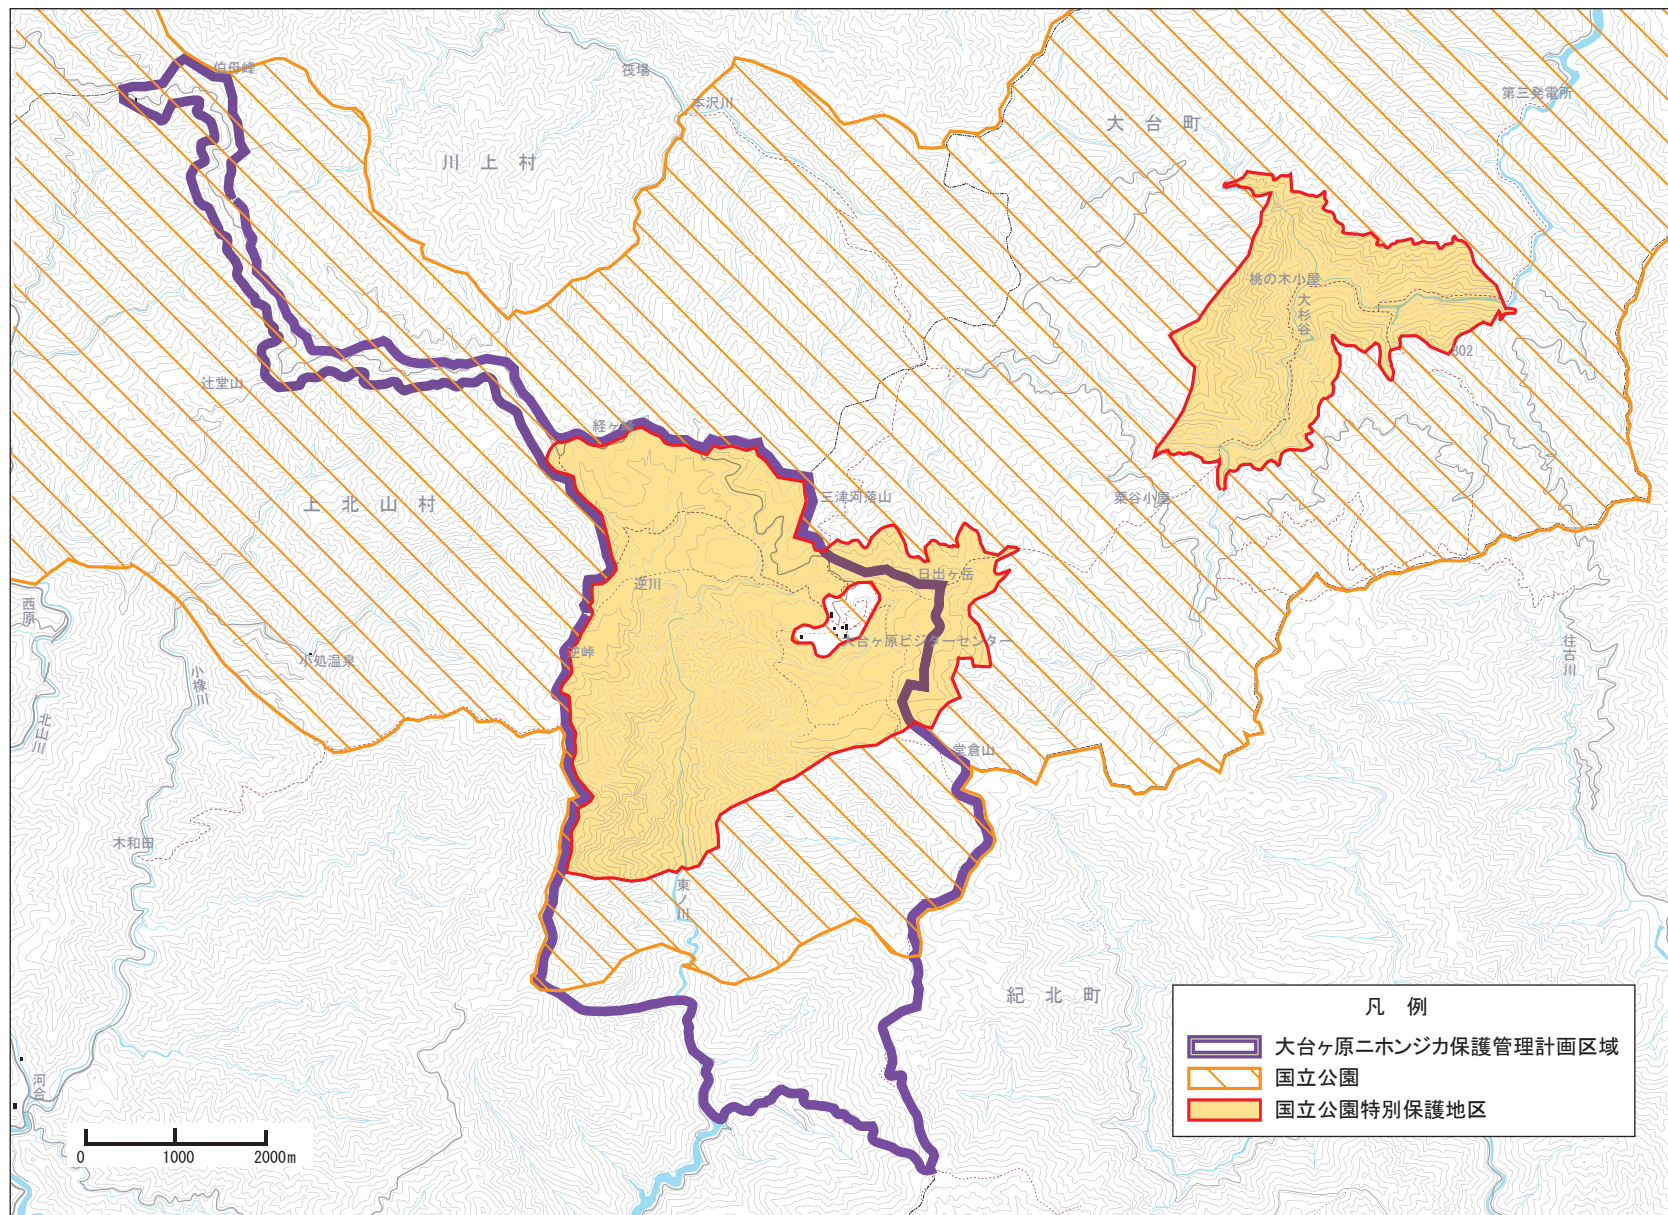 伯母峰
筏場
本沢川
第三発電所
大台町
川上村
桃の木小屋
大杉谷
802
辻堂山
経ヶ峰
上北山村
三津河落山
粟谷小屋
日出ヶ岳
逆川
西原
大台ヶ原ビジターセンター
往古川
逆峠
小処温泉
小橡川
北山川
堂倉山
木和田
東ノ川
紀北町
河合
凡例
大台ヶ原ニホンジカ保護管理計画区域
国立公園
国立公園特別保護地区
0 1000 2000m